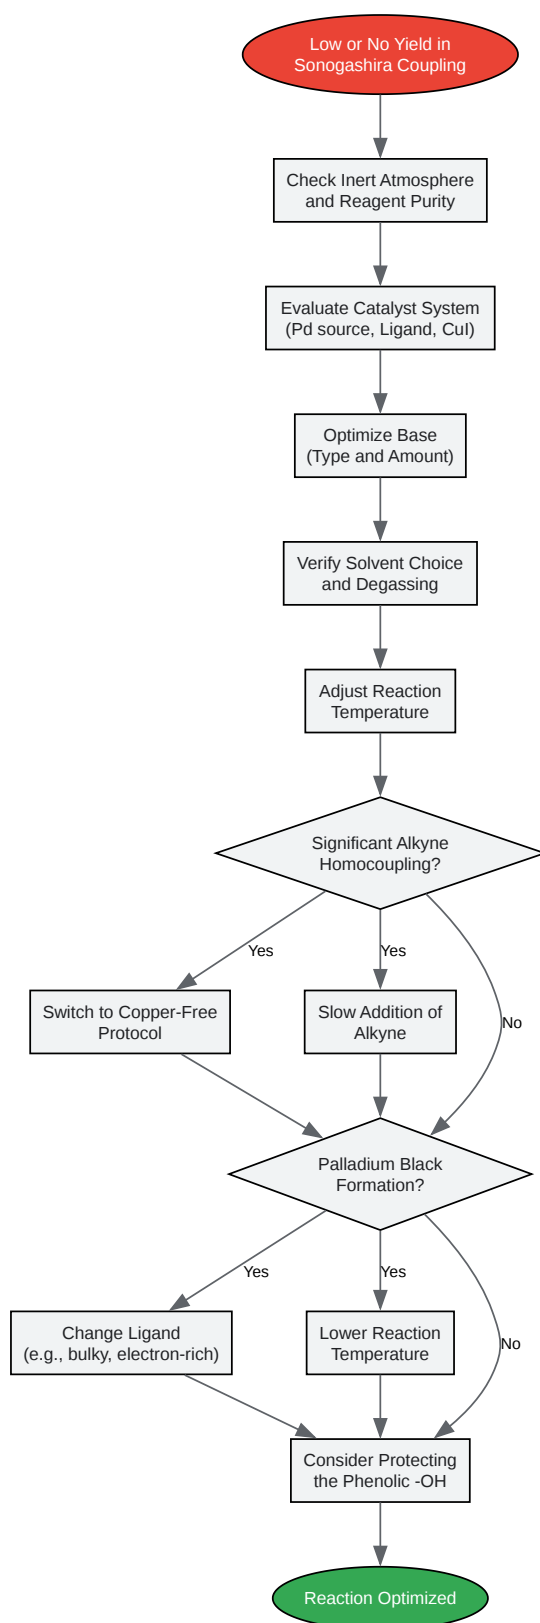 Low or No Yield in
Sonogashira Coupling
Check Inert Atmosphere
and Reagent Purity
Evaluate Catalyst System
(Pd source, Ligand, CuI)
Optimize Base
(Type and Amount)
Verify Solvent Choice
and Degassing
Adjust Reaction
Temperature
Significant Alkyne
Homocoupling?
Yes
Yes
No
Switch to Copper-Free
Protocol
Slow Addition of
Alkyne
Palladium Black
Formation?
Yes
Yes
No
Change Ligand
(e.g., bulky, electron-rich)
Lower Reaction
Temperature
Consider Protecting
the Phenolic -OH
Reaction Optimized